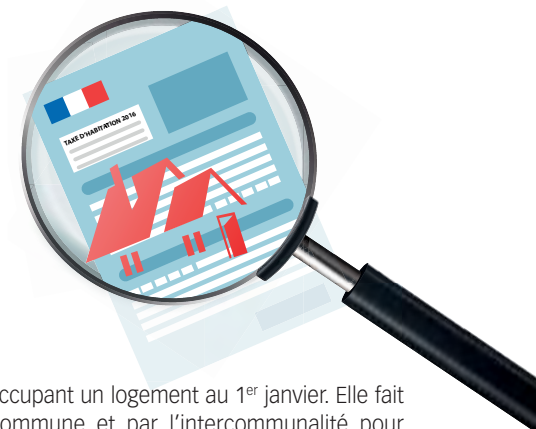 TAXE D'HABITATION 2016
ccupant un logement au 1er janvier. Elle fait
ommune et par l'intercommunalité pour